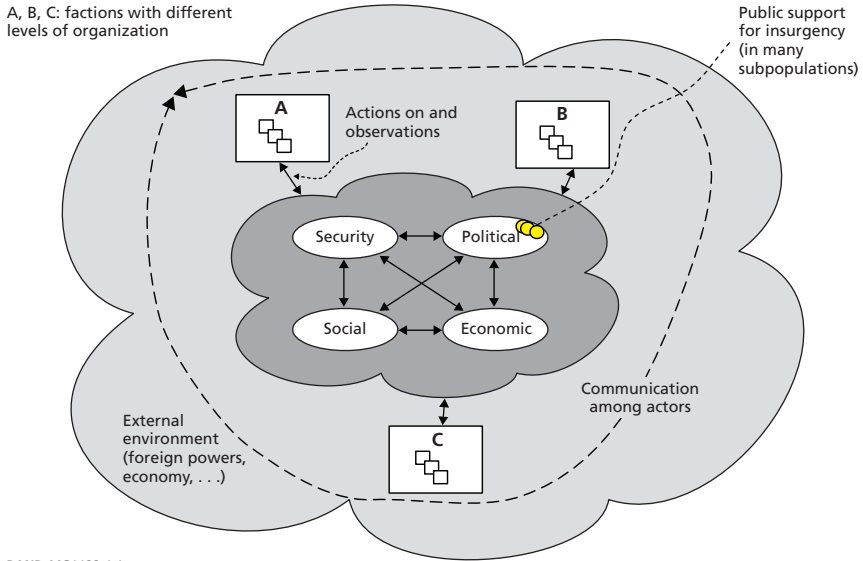 A, B, C: factions with different
levels of organization
Public support
for insurgency
(in many
subpopulations)
A
Actions on and
observations
B
Security
Political
Social
Economic
Communication
among actors
External
environment
(foreign powers,
economy, . . .)
C